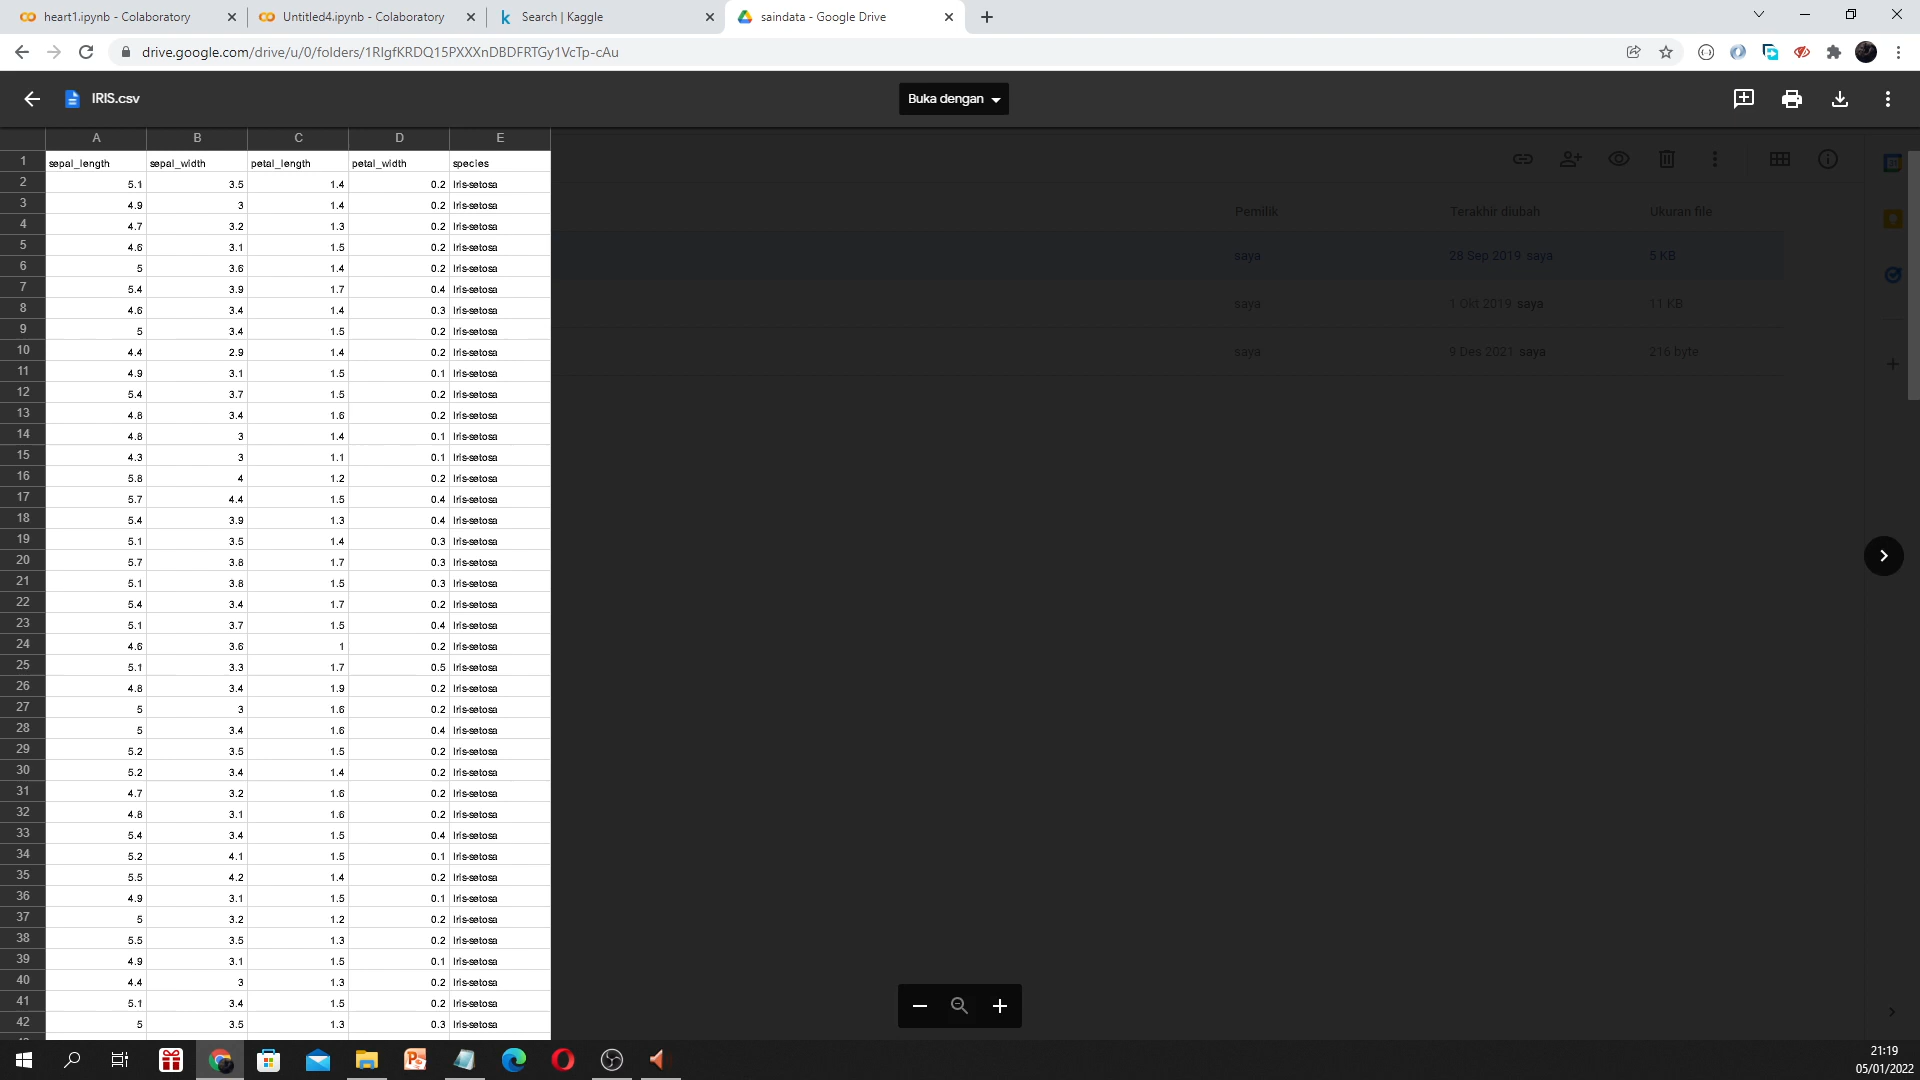 heart1.ipynb - Colaboratory
Untitled4.ipynb - Colaboratory
Search | Kaggle
saindata - Google Drive
drive.google.com/drive/u/0/folders/1RlgfKRDQ15PXXXnDBDFRTGy1VcTp-cAu
IRIS.csv
Buka dengan
A B C D E
1 sepal_length sepal_width petal_length petal_width species
2 5.1 3.5 1.4 0.2 Iris-setosa
3 4.9 3 1.4 0.2 Iris-setosa
4 4.7 3.2 1.3 0.2 Iris-setosa
5 4.6 3.1 1.5 0.2 Iris-setosa
6 5 3.6 1.4 0.2 Iris-setosa
7 5.4 3.9 1.7 0.4 Iris-setosa
8 4.6 3.4 1.4 0.3 Iris-setosa
9 5 3.4 1.5 0.2 Iris-setosa
10 4.4 2.9 1.4 0.2 Iris-setosa
11 4.9 3.1 1.5 0.1 Iris-setosa
12 5.4 3.7 1.5 0.2 Iris-setosa
13 4.8 3.4 1.6 0.2 Iris-setosa
14 4.8 3 1.4 0.1 Iris-setosa
15 4.3 3 1.1 0.1 Iris-setosa
16 5.8 4 1.2 0.2 Iris-setosa
17 5.7 4.4 1.5 0.4 Iris-setosa
18 5.4 3.9 1.3 0.4 Iris-setosa
19 5.1 3.5 1.4 0.3 Iris-setosa
20 5.7 3.8 1.7 0.3 Iris-setosa
21 5.1 3.8 1.5 0.3 Iris-setosa
22 5.4 3.4 1.7 0.2 Iris-setosa
23 5.1 3.7 1.5 0.4 Iris-setosa
24 4.6 3.6 1 0.2 Iris-setosa
25 5.1 3.3 1.7 0.5 Iris-setosa
26 4.8 3.4 1.9 0.2 Iris-setosa
27 5 3 1.6 0.2 Iris-setosa
28 5 3.4 1.6 0.4 Iris-setosa
29 5.2 3.5 1.5 0.2 Iris-setosa
30 5.2 3.4 1.4 0.2 Iris-setosa
31 4.7 3.2 1.6 0.2 Iris-setosa
32 4.8 3.1 1.6 0.2 Iris-setosa
33 5.4 3.4 1.5 0.4 Iris-setosa
34 5.2 4.1 1.5 0.1 Iris-setosa
35 5.5 4.2 1.4 0.2 Iris-setosa
36 4.9 3.1 1.5 0.1 Iris-setosa
37 5 3.2 1.2 0.2 Iris-setosa
38 5.5 3.5 1.3 0.2 Iris-setosa
39 4.9 3.1 1.5 0.1 Iris-setosa
40 4.4 3 1.3 0.2 Iris-setosa
41 5.1 3.4 1.5 0.2 Iris-setosa
42 5 3.5 1.3 0.3 Iris-setosa
Pemilik Terakhir diubah Ukuran file
saya 28 Sep 2019 saya 5 KB
saya 1 Okt 2019 saya 11 KB
saya 9 Des 2021 saya 216 byte
21:19
05/01/2022